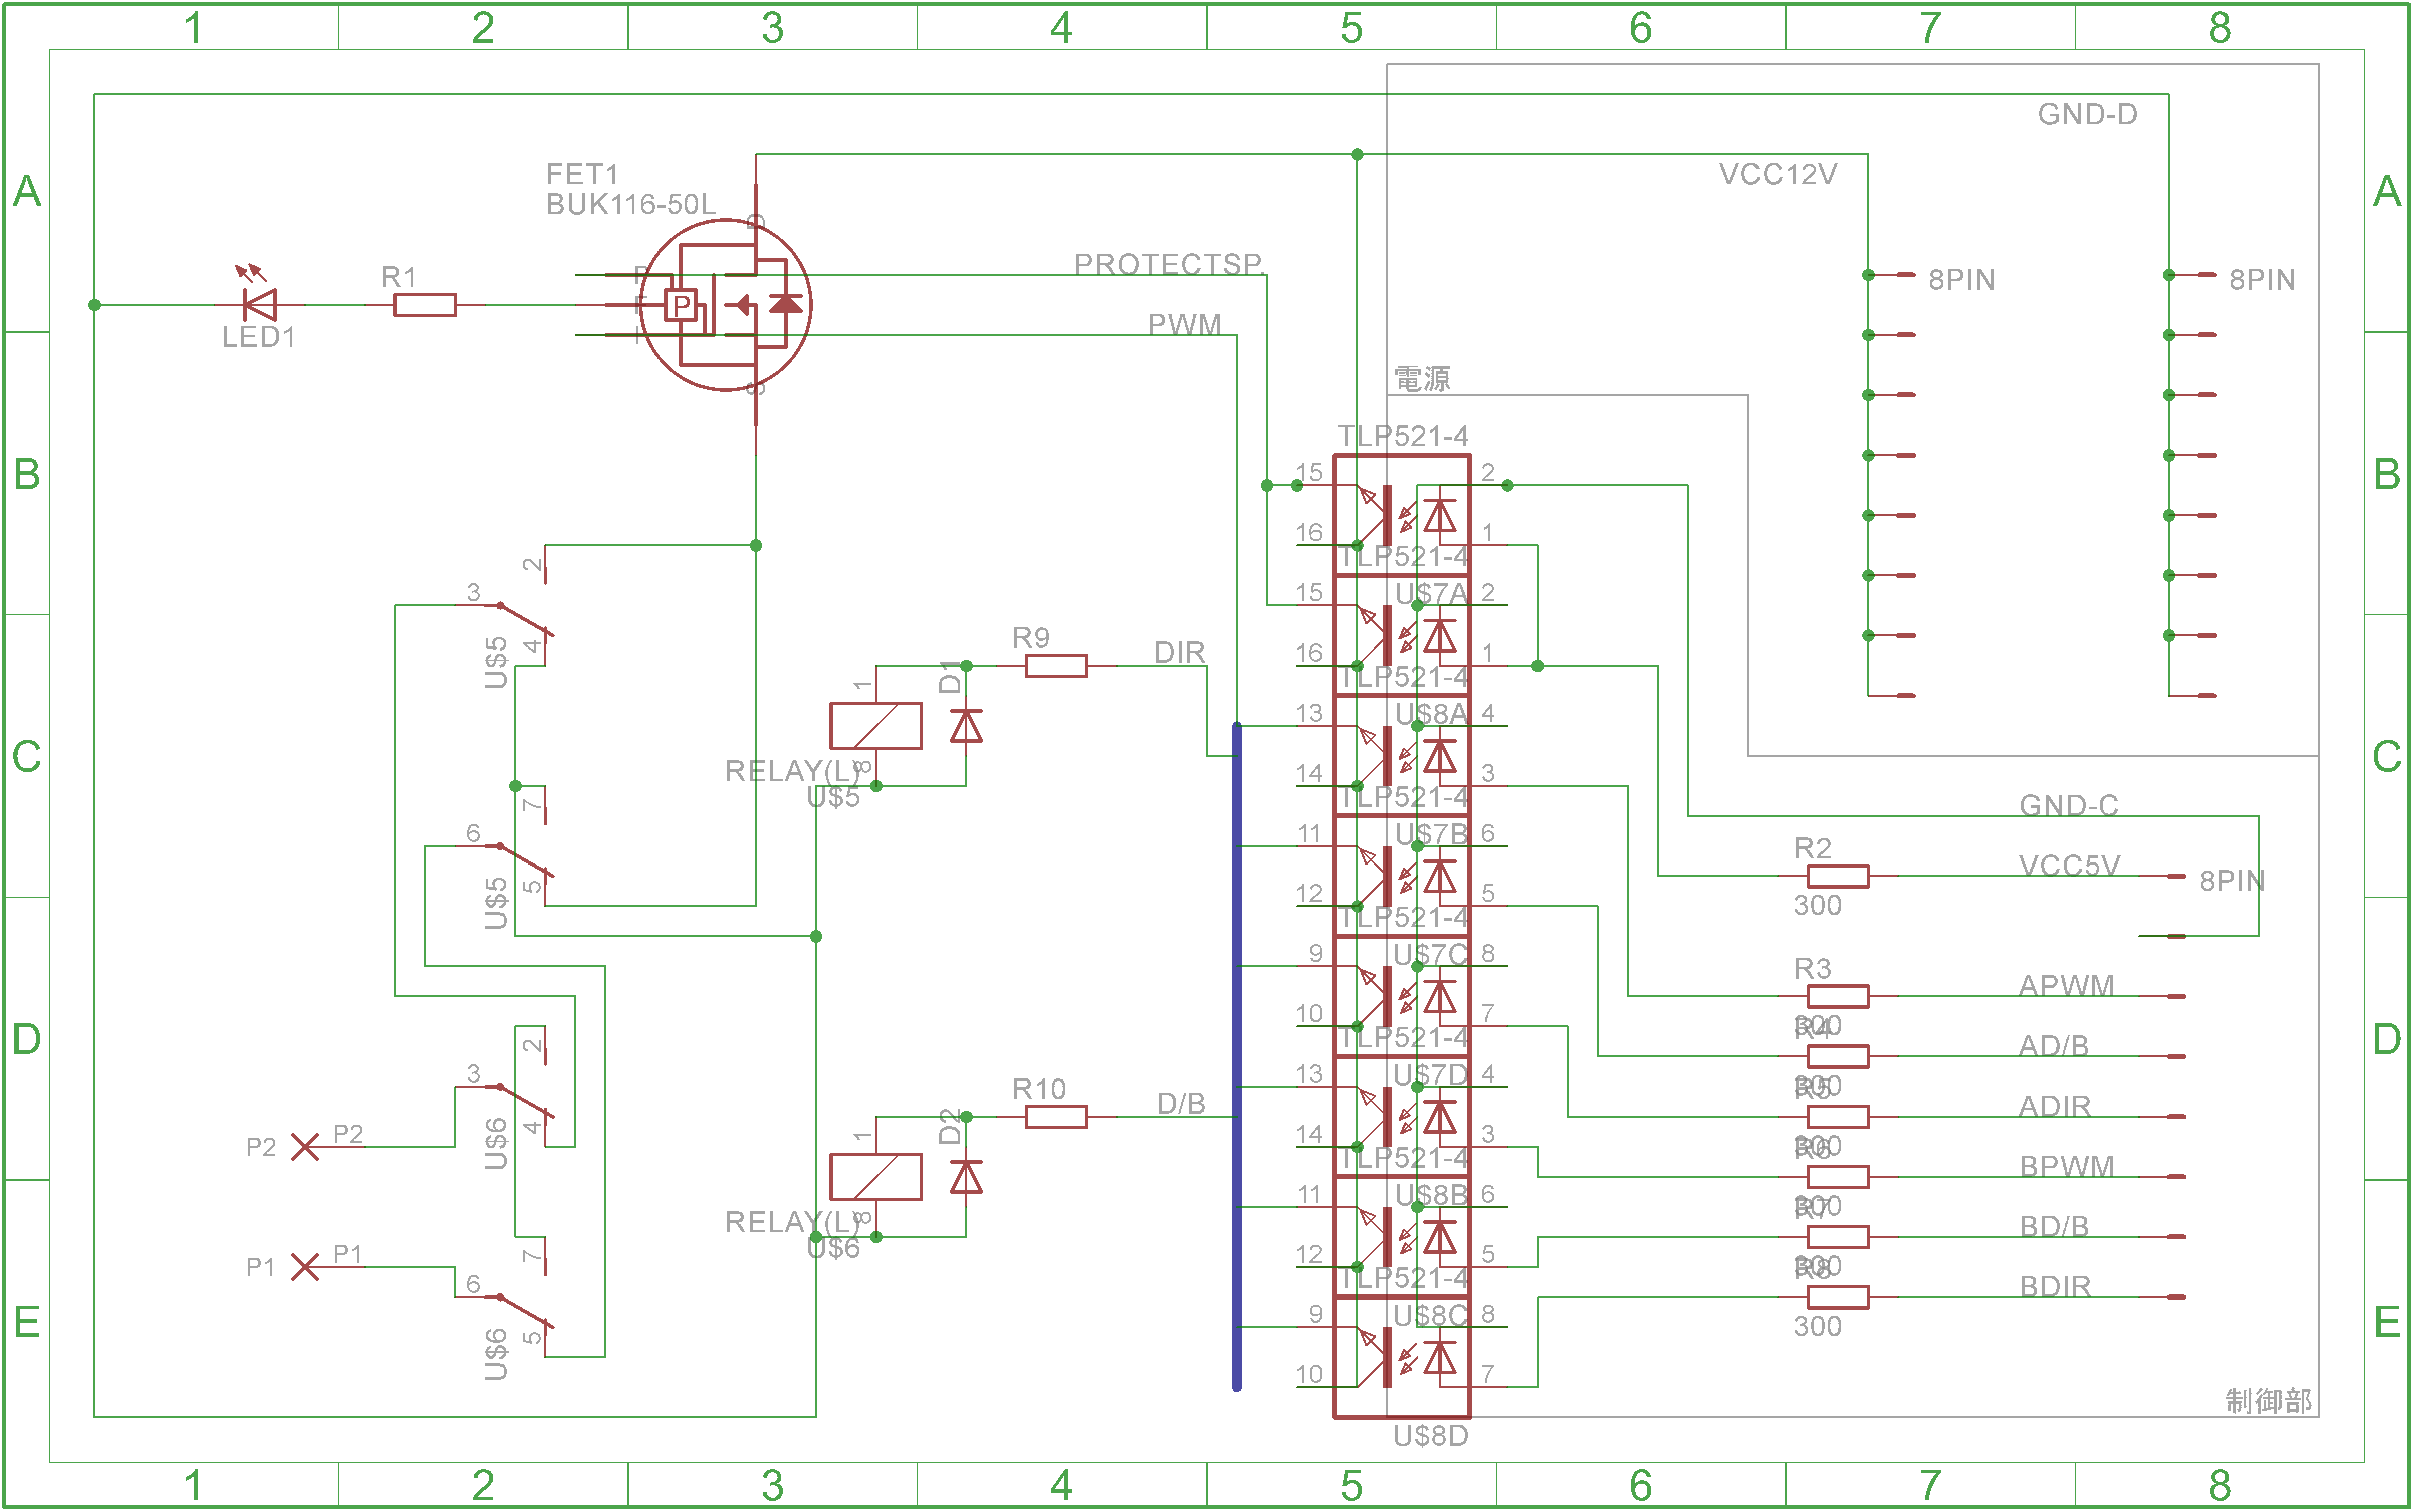 1 2 3 4 5 6 7 8
A
A
GND-D
VCC12V
FET1
BUK116-50L
D
P
F
I
P
S
R1
LED1
PROTECTSP.
PWM
8PIN
8PIN
電源
B
B
TLP521-4
15 2
16 1
TLP521-4
U$7A
15 2
16 1
TLP521-4
U$8A
13 4
14 3
TLP521-4
U$7B
11 6
12 5
TLP521-4
U$7C
9 8
10 7
TLP521-4
U$7D
13 4
14 3
TLP521-4
U$8B
11 6
12 5
TLP521-4
U$8C
9 8
10 7
U$8D
2
3
4
U$5
C
C
7
6
5
U$5
R9
DIR
D1
1
8
RELAY(L)
U$5
GND-C
R2
300
VCC5V
8PIN
D
D
2
3
4
U$6
P2 P2
7
6
5
U$6
P1 P1
R10
D/B
D2
1
8
RELAY(L)
U$6
R3
300
APWM
R4
300
AD/B
R5
300
ADIR
R6
300
BPWM
R7
300
BD/B
R8
300
BDIR
E
E
制御部
1 2 3 4 5 6 7 8